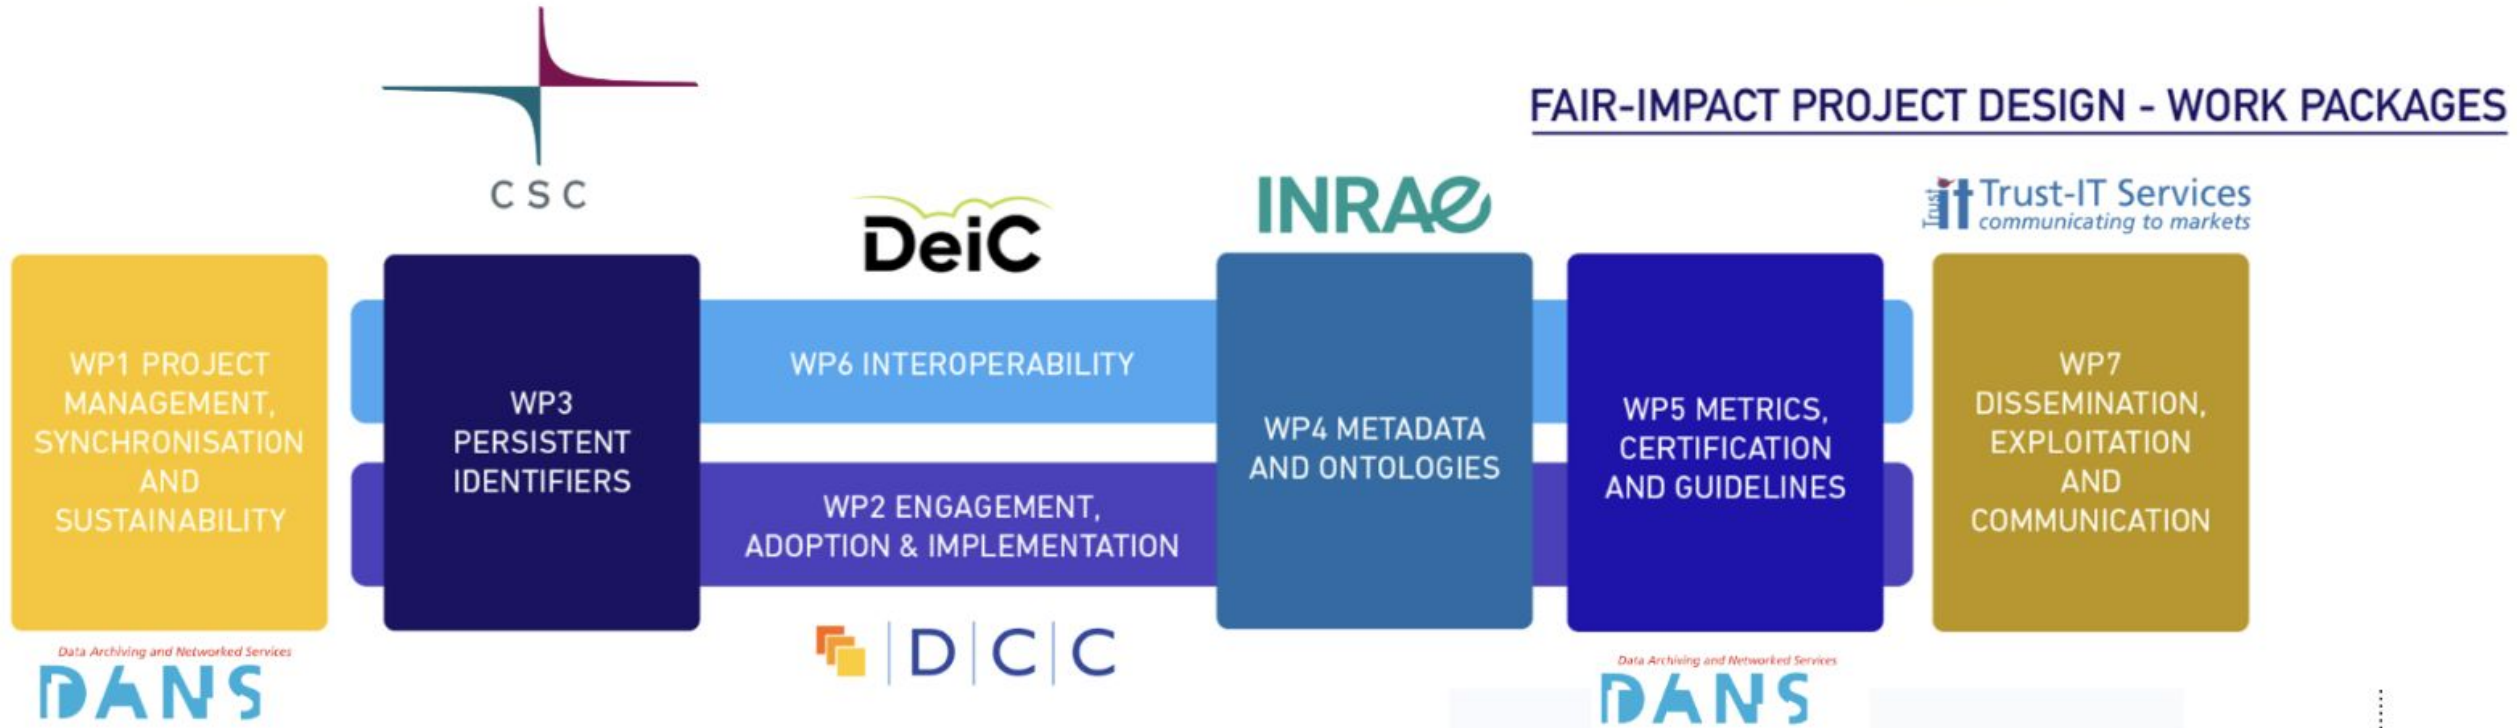 FAIR-IMPACT PROJECT DESIGN - WORK PACKAGES
CSC
DeiC
INRAE
Trust
it
Trust-IT Services
communicating to markets
WP1 PROJECT
MANAGEMENT,
SYNCHRONISATION
AND
SUSTAINABILITY
WP3
PERSISTENT
IDENTIFIERS
WP6 INTEROPERABILITY
WP2 ENGAGEMENT,
ADOPTION & IMPLEMENTATION
WP4 METADATA
AND ONTOLOGIES
WP5 METRICS,
CERTIFICATION
AND GUIDELINES
WP7
DISSEMINATION,
EXPLOITATION
AND
COMMUNICATION
Data Archiving and Networked Services
DANS
D|C|C
Data Archiving and Networked Services
DANS